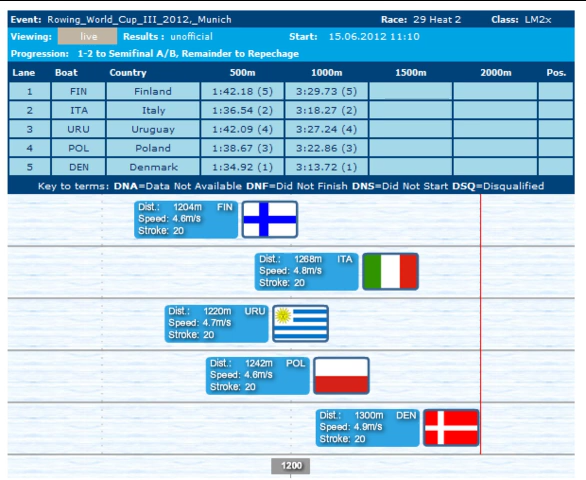 Event: Rowing_World_Cup_III_2012,_Munich Race: 29 Heat 2 Class: LM2x
Viewing: live Results : unofficial Start: 15.06.2012 11:10
Progression: 1-2 to Semifinal A/B, Remainder to Repechage
Lane Boat Country 500m 1000m 1500m 2000m Pos.
1 FIN Finland 1:42.18 (5) 3:29.73 (5)
2 ITA Italy 1:36.54 (2) 3:18.27 (2)
3 URU Uruguay 1:42.09 (4) 3:27.24 (4)
4 POL Poland 1:38.67 (3) 3:22.86 (3)
5 DEN Denmark 1:34.92 (1) 3:13.72 (1)
Key to terms: DNA=Data Not Available DNF=Did Not Finish DNS=Did Not Start DSQ=Disqualified
Dist.: 1204m FIN
Speed: 4.6m/s
Stroke: 20
Dist.: 1268m ITA
Speed: 4.8m/s
Stroke: 20
Dist.: 1220m URU
Speed: 4.7m/s
Stroke: 20
Dist.: 1242m POL
Speed: 4.6m/s
Stroke: 20
Dist.: 1300m DEN
Speed: 4.9m/s
Stroke: 20
1200